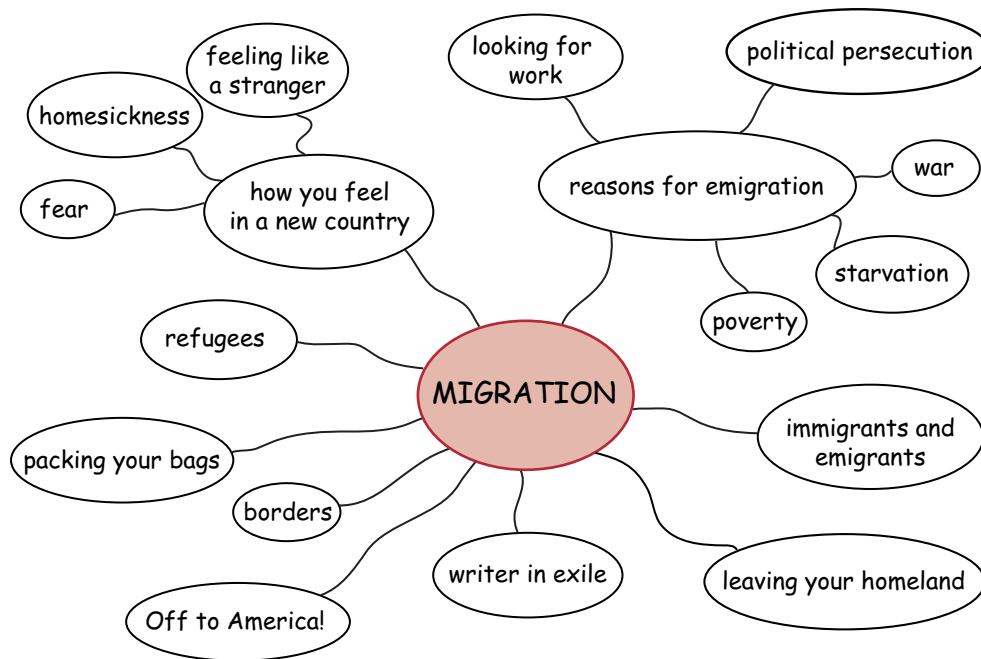 feeling like
a stranger
homesickness
fear
how you feel
in a new country
looking for
work
political persecution
reasons for emigration
war
starvation
poverty
refugees
MIGRATION
packing your bags
borders
immigrants and
emigrants
Off to America!
writer in exile
leaving your homeland